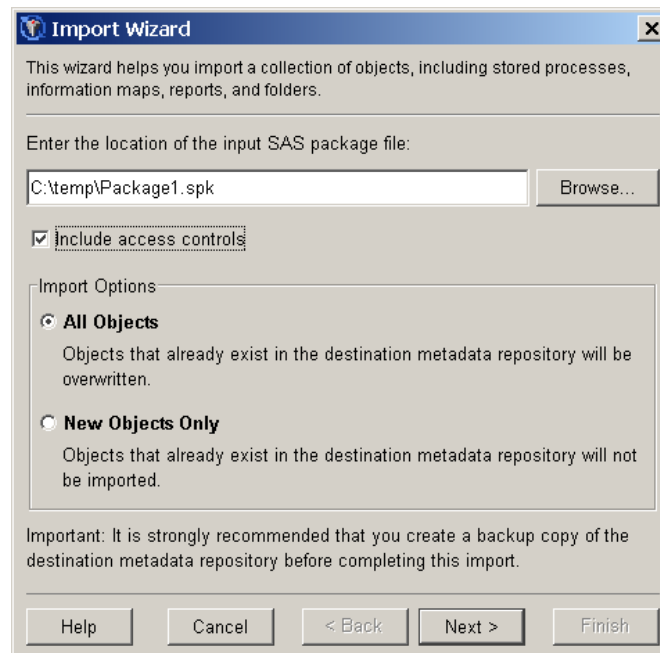 Import Wizard
This wizard helps you import a collection of objects, including stored processes,
information maps, reports, and folders.
Enter the location of the input SAS package file:
C:\temp\Package1.spk
Browse...
Include access controls
Import Options
All Objects
Objects that already exist in the destination metadata repository will be
overwritten.
New Objects Only
Objects that already exist in the destination metadata repository will not
be imported.
Important: It is strongly recommended that you create a backup copy of the
destination metadata repository before completing this import.
Help
Cancel
< Back
Next >
Finish